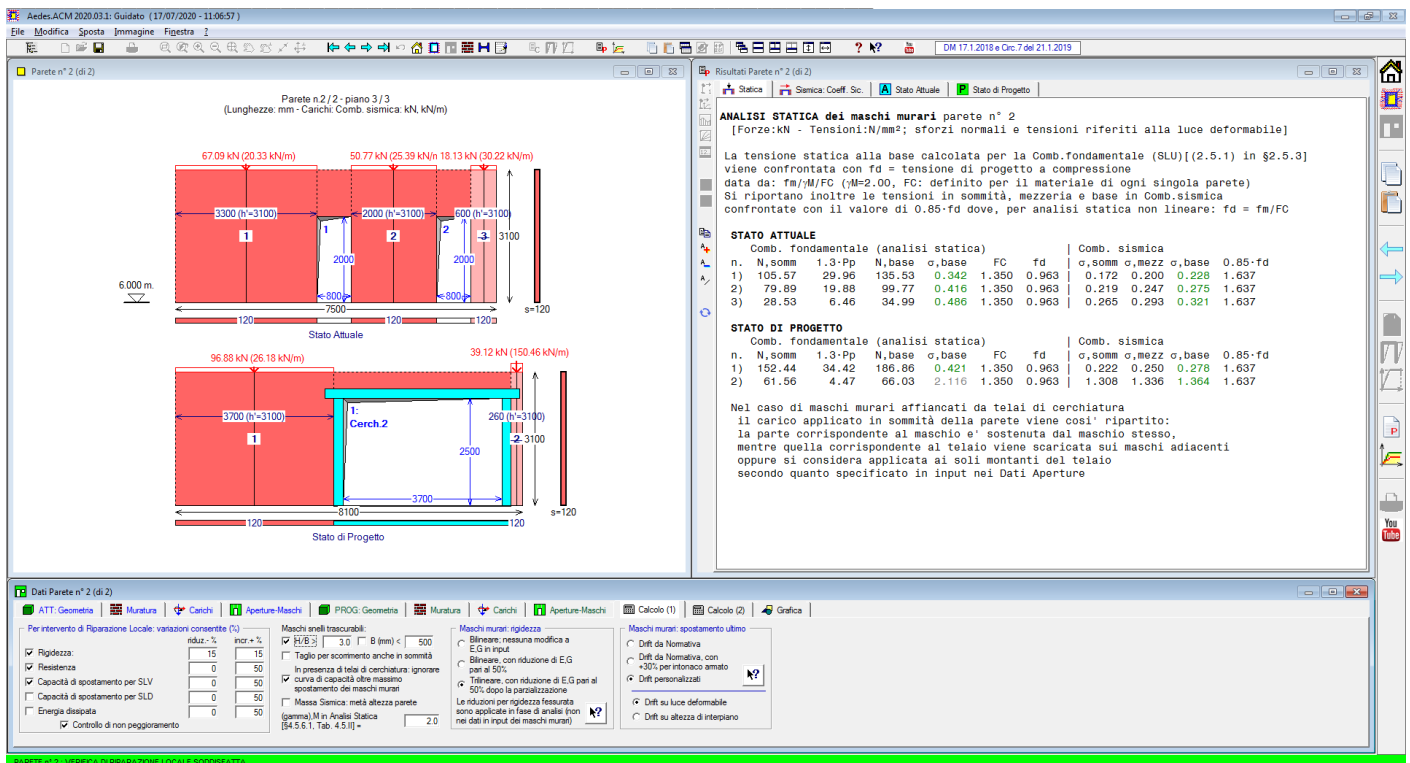 Aedes.ACM 2020.03.1: Guidato ( 17/07/2020 - 11:06:57 )
File Modifica Sposta Immagine Finestra ?
DM 17.1.2018 e Circ.7 del 21.1.2019
Parete n° 2 (di 2)
Parete n.2 / 2 - piano 3 / 3
(Lunghezze: mm - Carichi: Comb. sismica: kN, kN/m)
67.09 kN (20.33 kN/m) 50.77 kN (25.39 kN/n 18.13 kN (30.22 kN/m)
3300 (h'=3100) 2000 (h'=3100) 600 (h'=3100)
1 1 2 2 3 3100
2000 2000
6.000 m.
800 800
7500
s=120
120 120 120
Stato Attuale
96.88 kN (26.18 kN/m) 39.12 kN (150.46 kN/m)
3700 (h'=3100) 1: Cerch.2 260 (h'=3100)
1 2 3100
2500
3700
8100
s=120
120 120
Stato di Progetto
Risultati Parete n° 2 (di 2)
Statica Sismica: Coeff. Sic. A Stato Attuale P Stato di Progetto
ANALISI STATICA dei maschi murari parete n° 2
[Forze:kN - Tensioni:N/mm²; sforzi normali e tensioni riferiti alla luce deformabile]
La tensione statica alla base calcolata per la Comb.fondamentale (SLU)[(2.5.1) in §2.5.3]
viene confrontata con fd = tensione di progetto a compressione
data da: fm/γM/FC (γM=2.00, FC: definito per il materiale di ogni singola parete)
Si riportano inoltre le tensioni in sommità, mezzeria e base in Comb.sismica
confrontate con il valore di 0.85·fd dove, per analisi statica non lineare: fd = fm/FC
STATO ATTUALE
Comb. fondamentale (analisi statica) | Comb. sismica
n. N,somm 1.3·Pp N,base σ,base FC fd | σ,somm σ,mezz σ,base 0.85·fd
1) 105.57 29.96 135.53 0.342 1.350 0.963 | 0.172 0.200 0.228 1.637
2) 79.89 19.88 99.77 0.416 1.350 0.963 | 0.219 0.247 0.275 1.637
3) 28.53 6.46 34.99 0.486 1.350 0.963 | 0.265 0.293 0.321 1.637
STATO DI PROGETTO
Comb. fondamentale (analisi statica) | Comb. sismica
n. N,somm 1.3·Pp N,base σ,base FC fd | σ,somm σ,mezz σ,base 0.85·fd
1) 152.44 34.42 186.86 0.421 1.350 0.963 | 0.222 0.250 0.278 1.637
2) 61.56 4.47 66.03 2.116 1.350 0.963 | 1.308 1.336 1.364 1.637
Nel caso di maschi murari affiancati da telai di cerchiatura
il carico applicato in sommità della parete viene cosi' ripartito:
la parte corrispondente al maschio e' sostenuta dal maschio stesso,
mentre quella corrispondente al telaio viene scaricata sui maschi adiacenti
oppure si considera applicata ai soli montanti del telaio
secondo quanto specificato in input nei Dati Aperture
You
Tube
Dati Parete n° 2 (di 2)
ATT: Geometria Muratura Carichi Aperture-Maschi PROG: Geometria Muratura Carichi Aperture-Maschi Calcolo (1) Calcolo (2) Grafica
Per intervento di Riparazione Locale: variazioni consentite (%)
riduz.- % incr.+ %
Rigidezza: 15 15
Resistenza 0 50
Capacità di spostamento per SLV 0 50
Capacità di spostamento per SLD 0 50
Energia dissipata 0 50
Controllo di non peggioramento
Maschi snelli trascurabili:
H/B > 3.0 B (mm) < 500
Taglio per scorrimento anche in sommità
In presenza di telai di cerchiatura: ignorare
curva di capacità oltre massimo
spostamento dei maschi murari
Massa Sismica: metà altezza parete
(gamma),M in Analisi Statica
[§4.5.6.1, Tab. 4.5.II] = 2.0
Maschi murari: rigidezza
Bilineare; nessuna modifica a
E,G in input
Bilineare, con riduzione di E,G
pari al 50%
Trilineare, con riduzione di E,G pari al
50% dopo la parzializzazione
Le riduzioni per rigidezza fessurata
sono applicate in fase di analisi (non
nei dati in input dei maschi murari)
Maschi murari: spostamento ultimo
Drift da Normativa
Drift da Normativa, con
+30% per intonaco armato
Drift personalizzati
Drift su luce deformabile
Drift su altezza di interpiano
PARETE n° 2 : VERIFICA DI RIPARAZIONE LOCALE SODDISFATTA